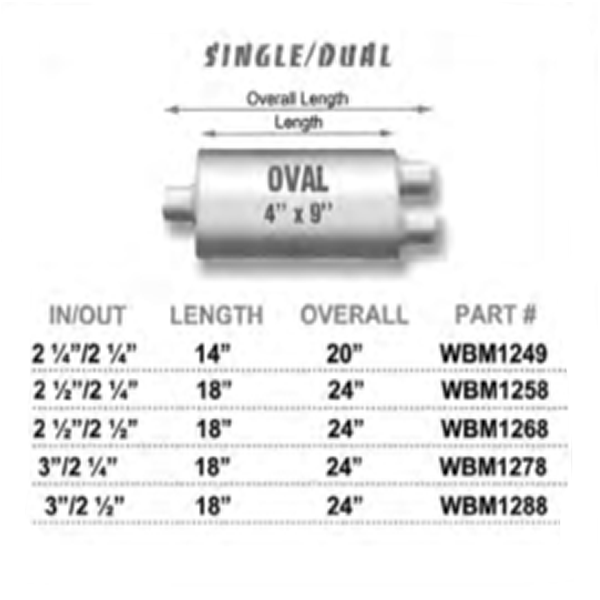 SINGLE/DUAL
Overall Length
Length
OVAL
4" x 9"
IN/OUT LENGTH OVERALL PART #
2 ¼"/2 ¼" 14" 20" WBM1249
2 ½"/2 ¼" 18" 24" WBM1258
2 ½"/2 ½" 18" 24" WBM1268
3"/2 ¼" 18" 24" WBM1278
3"/2 ½" 18" 24" WBM1288